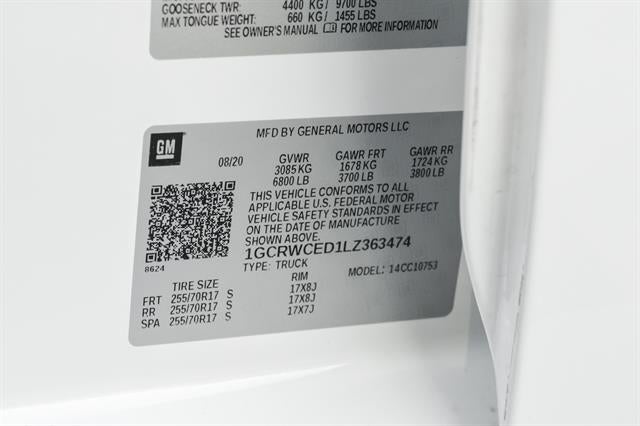 GOOSENECK TWR: 4400 KG / 9700 LBS
MAX TONGUE WEIGHT: 660 KG / 1455 LBS
SEE OWNER'S MANUAL FOR MORE INFORMATION
GM
MFD BY GENERAL MOTORS LLC
08/20 GVWR GAWR FRT GAWR RR
3085 KG 1678 KG 1724 KG
6800 LB 3700 LB 3800 LB
THIS VEHICLE CONFORMS TO ALL
APPLICABLE U.S. FEDERAL MOTOR
VEHICLE SAFETY STANDARDS IN EFFECT
ON THE DATE OF MANUFACTURE
SHOWN ABOVE.
1GCRWCED1LZ363474
8624
TYPE: TRUCK MODEL: 14CC10753
TIRE SIZE RIM
FRT 255/70R17 S 17X8J
RR 255/70R17 S 17X8J
SPA 255/70R17 S 17X7J